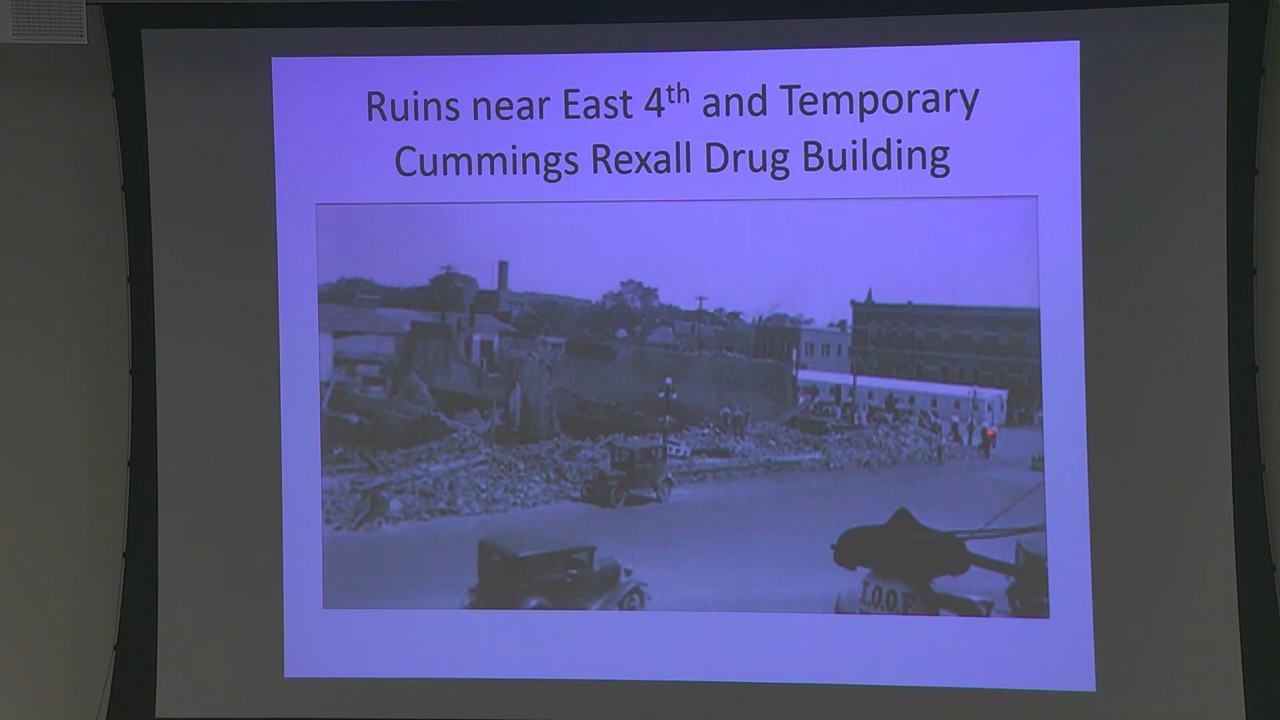 Ruins near East 4th and Temporary
Cummings Rexall Drug Building
I.O.O.F